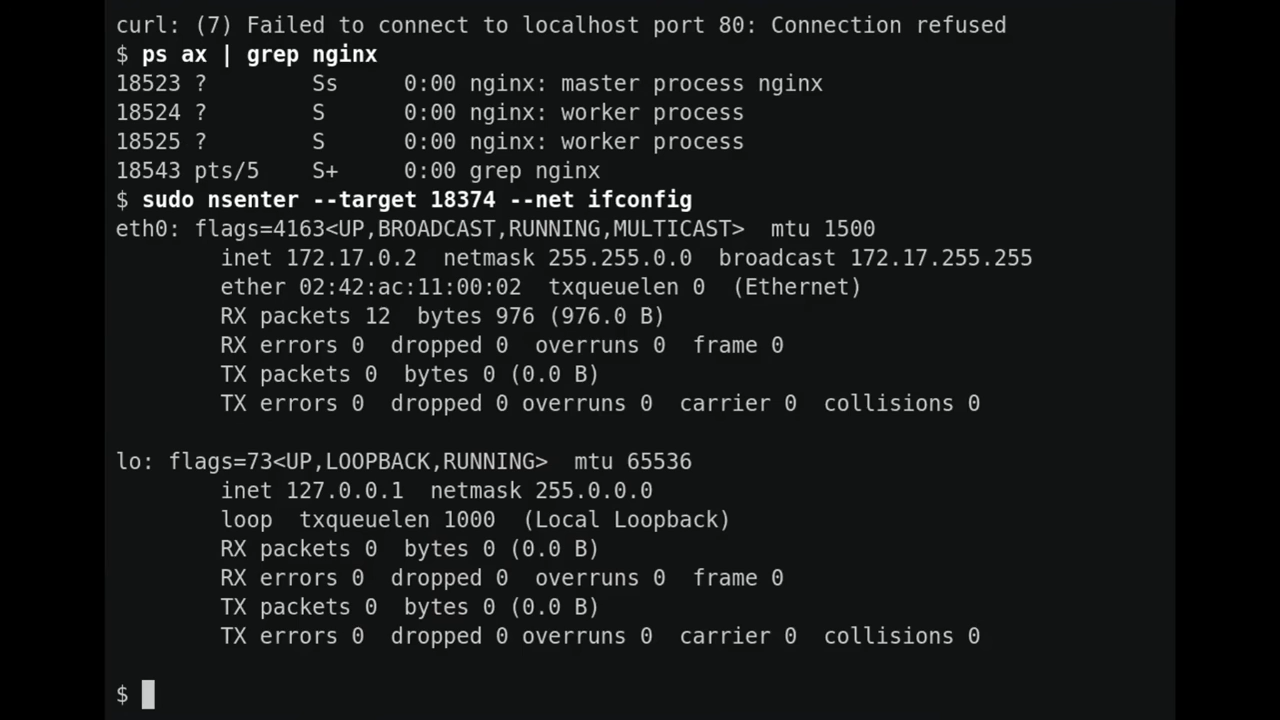 curl: (7) Failed to connect to localhost port 80: Connection refused
$ ps ax | grep nginx
18523 ?        Ss     0:00 nginx: master process nginx
18524 ?        S      0:00 nginx: worker process
18525 ?        S      0:00 nginx: worker process
18543 pts/5    S+     0:00 grep nginx
$ sudo nsenter --target 18374 --net ifconfig
eth0: flags=4163<UP,BROADCAST,RUNNING,MULTICAST>  mtu 1500
        inet 172.17.0.2  netmask 255.255.0.0  broadcast 172.17.255.255
        ether 02:42:ac:11:00:02  txqueuelen 0  (Ethernet)
        RX packets 12  bytes 976 (976.0 B)
        RX errors 0  dropped 0  overruns 0  frame 0
        TX packets 0  bytes 0 (0.0 B)
        TX errors 0  dropped 0 overruns 0  carrier 0  collisions 0

lo: flags=73<UP,LOOPBACK,RUNNING>  mtu 65536
        inet 127.0.0.1  netmask 255.0.0.0
        loop  txqueuelen 1000  (Local Loopback)
        RX packets 0  bytes 0 (0.0 B)
        RX errors 0  dropped 0  overruns 0  frame 0
        TX packets 0  bytes 0 (0.0 B)
        TX errors 0  dropped 0 overruns 0  carrier 0  collisions 0

$